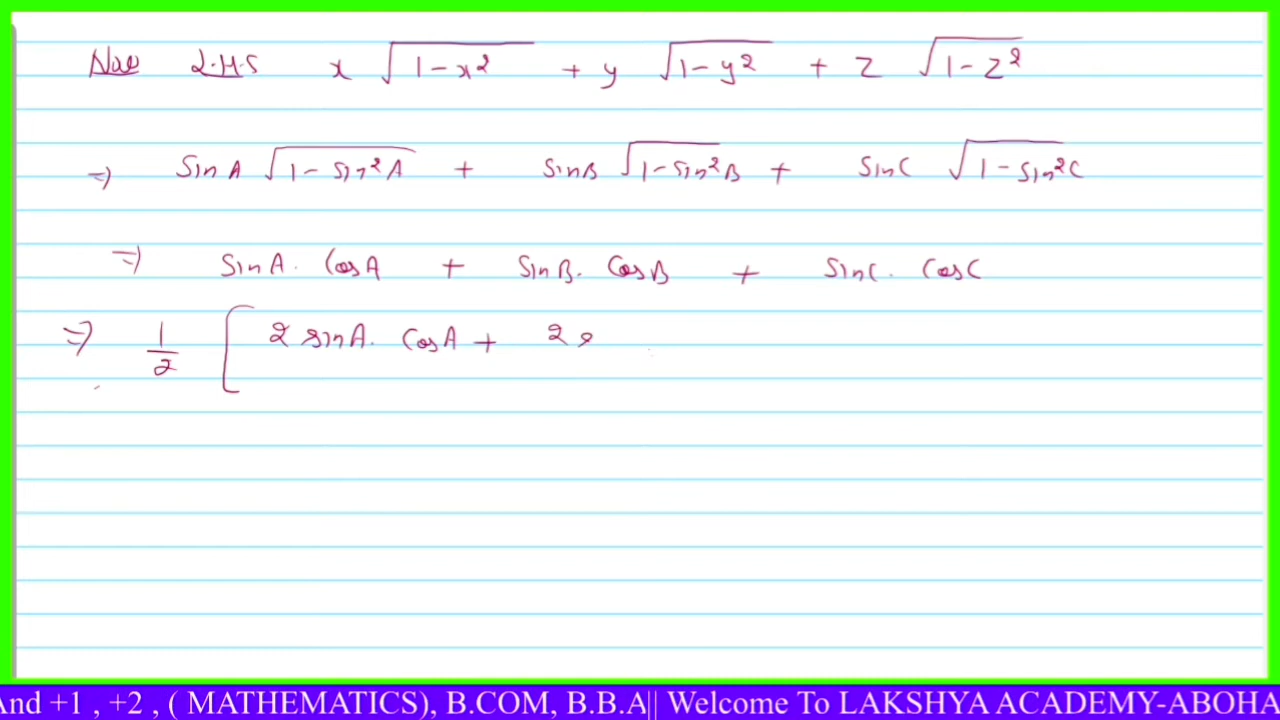 Now L.H.S x √1-x² + y √1-y² + z √1-z²
⇒ sinA √1-sin²A + sinB √1-sin²B + sinC √1-sin²C
⇒ sinA. CosA + sinB. CosB + sinC. CosC
⇒ 1/2 [ 2 sinA. CosA + 2 s
And +1 , +2 , ( MATHEMATICS), B.COM, B.B.A|| Welcome To LAKSHYA ACADEMY-ABOHA